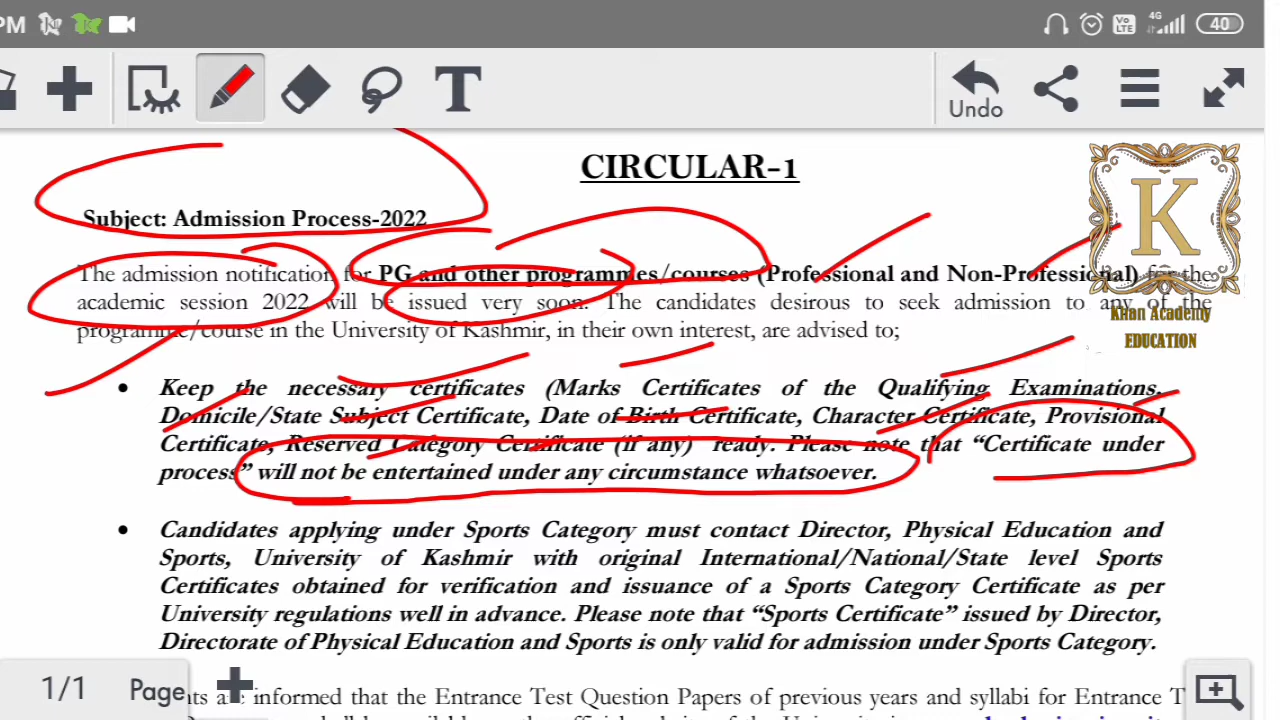 PM
Vo LTE
4G
40
T
Undo
CIRCULAR-1
K
Subject: Admission Process-2022
The admission notification for PG and other programmes/courses (Professional and Non-Professional) for the
academic session 2022 will be issued very soon. The candidates desirous to seek admission to any of the
Khan Academy
programme/course in the University of Kashmir, in their own interest, are advised to;
EDUCATION
• Keep the necessary certificates (Marks Certificates of the Qualifying Examinations,
Domicile/State Subject Certificate, Date of Birth Certificate, Character Certificate, Provisional
Certificate, Reserved Category Certificate (if any) ready. Please note that “Certificate under
process” will not be entertained under any circumstance whatsoever.
• Candidates applying under Sports Category must contact Director, Physical Education and
Sports, University of Kashmir with original International/National/State level Sports
Certificates obtained for verification and issuance of a Sports Category Certificate as per
University regulations well in advance. Please note that “Sports Certificate” issued by Director,
Directorate of Physical Education and Sports is only valid for admission under Sports Category.
1/1 Page
are informed that the Entrance Test Question Papers of previous years and syllabi for Entrance